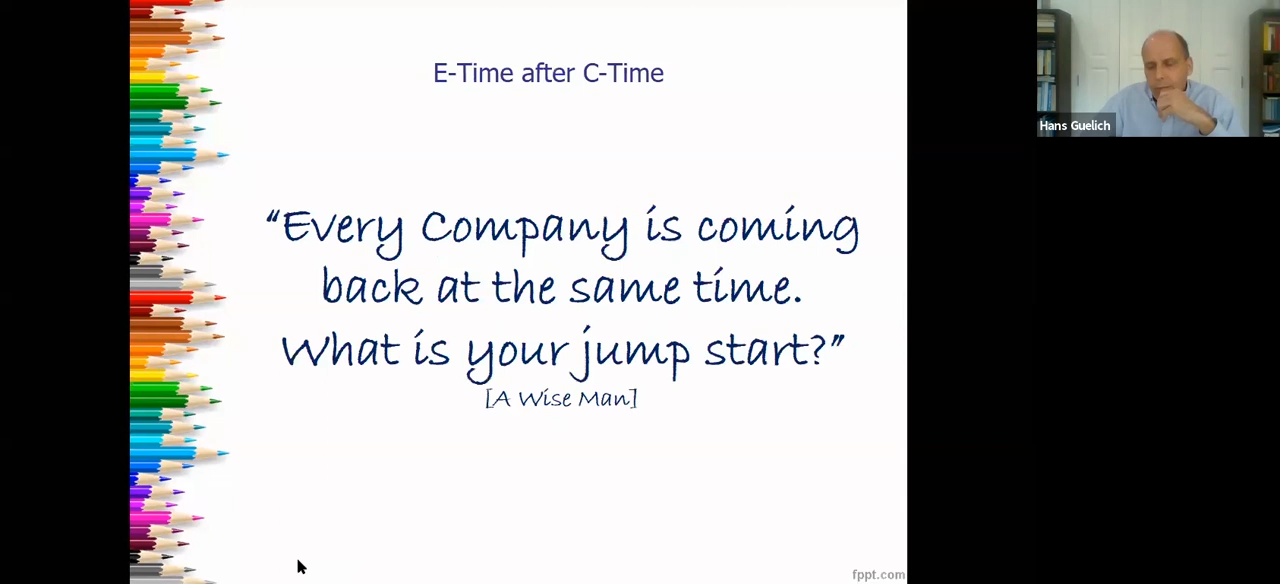 E-Time after C-Time
Hans Guelich
“Every Company is coming
back at the same time.
What is your jump start?”
[A Wise Man]
fppt.com